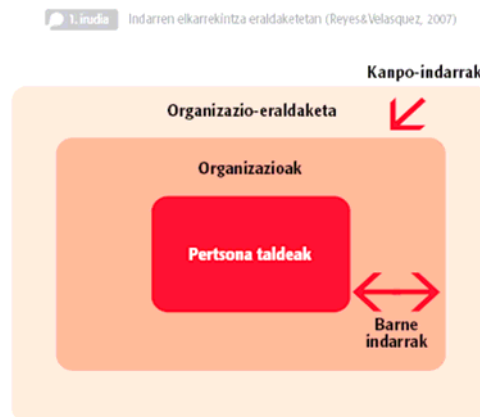 1. irudia Indarren elkarrekintza eraldaketetan (Reyes&Velasquez, 2007)
Kanpo-indarrak
Organizazio-eraldaketa
Organizazioak
Pertsona taldeak
Barne
indarrak